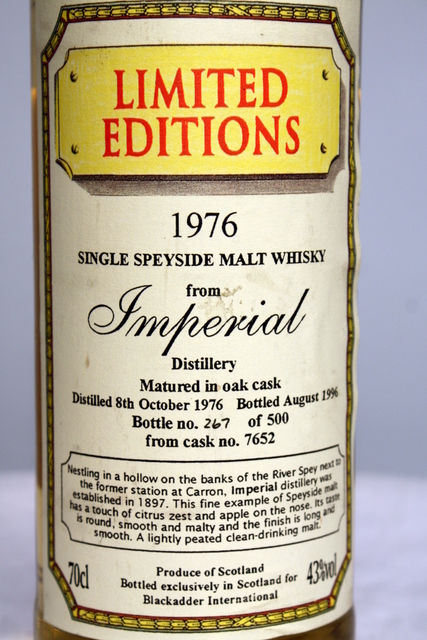 LIMITED
EDITIONS
1976
SINGLE SPEYSIDE MALT WHISKY
from
Imperial
Distillery
Matured in oak cask
Distilled 8th October 1976 Bottled August 1996
Bottle no. 267 of 500
from cask no. 7652
Nestling in a hollow on the banks of the River Spey next to
the former station at Carron, Imperial distillery was
established in 1897. This fine example of Speyside malt
has a touch of citrus zest and apple on the nose. Its taste
is round, smooth and malty and the finish is long and
smooth. A lightly peated clean-drinking malt.
70cl
Produce of Scotland
Bottled exclusively in Scotland for
Blackadder International
43%vol